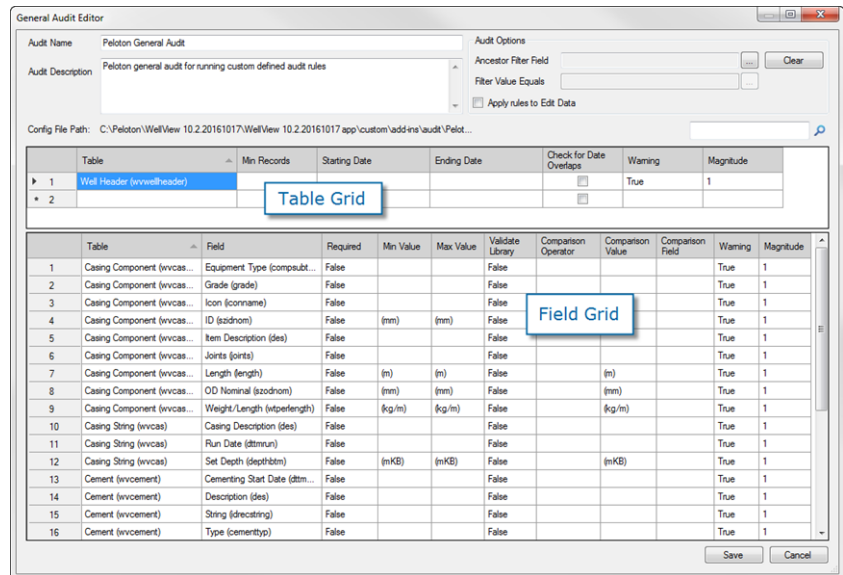 General Audit Editor
Audit Name Peloton General Audit
Audit Description Peloton general audit for running custom defined audit rules
Audit Options
Ancestor Filter Field ... Clear
Filter Value Equals ...
Apply rules to Edit Data
Config File Path: C:\Peloton\WellView 10.2.20161017\WellView 10.2.20161017 app\custom\add-ins\audit\Pelot...
Table Min Records Starting Date Ending Date Check for Date Overlaps Warning Magnitude
1 Well Header (wvwellheader) True 1
* 2
Table Grid
Table Field Required Min Value Max Value Validate Library Comparison Operator Comparison Value Comparison Field Warning Magnitude
1 Casing Component (wvcas... Equipment Type (compsubt... False False True 1
2 Casing Component (wvcas... Grade (grade) False False True 1
3 Casing Component (wvcas... Icon (iconname) False False True 1
4 Casing Component (wvcas... ID (szidnom) False (mm) (mm) False True 1
Field Grid
5 Casing Component (wvcas... Item Description (des) False False True 1
6 Casing Component (wvcas... Joints (joints) False False True 1
7 Casing Component (wvcas... Length (length) False (m) (m) False (m) True 1
8 Casing Component (wvcas... OD Nominal (szodnom) False (mm) (mm) False (mm) True 1
9 Casing Component (wvcas... Weight/Length (wtperlength) False (kg/m) (kg/m) False (kg/m) True 1
10 Casing String (wvcas) Casing Description (des) False False True 1
11 Casing String (wvcas) Run Date (dttmrun) False False True 1
12 Casing String (wvcas) Set Depth (depthbtm) False (mKB) (mKB) False (mKB) True 1
13 Cement (wvcement) Cementing Start Date (dttm... False False True 1
14 Cement (wvcement) Description (des) False False True 1
15 Cement (wvcement) String (idrecstring) False False True 1
16 Cement (wvcement) Type (cementtyp) False False True 1
Save Cancel